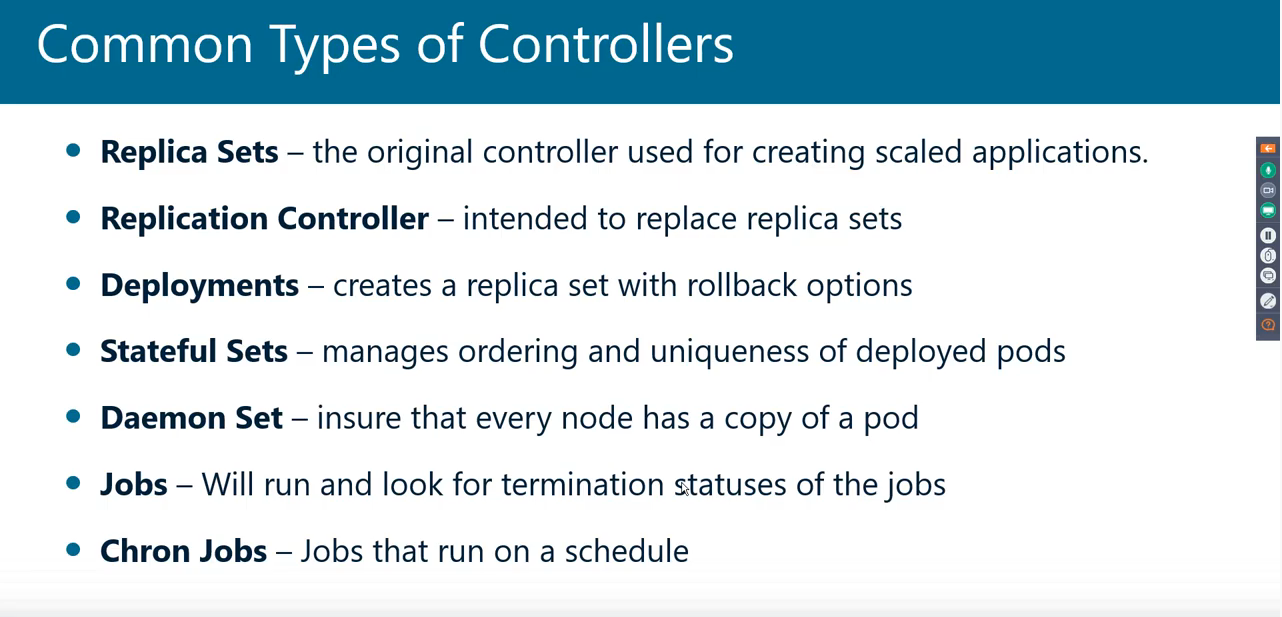 Common Types of Controllers
• Replica Sets – the original controller used for creating scaled applications.
• Replication Controller – intended to replace replica sets
• Deployments – creates a replica set with rollback options
• Stateful Sets – manages ordering and uniqueness of deployed pods
• Daemon Set – insure that every node has a copy of a pod
• Jobs – Will run and look for termination statuses of the jobs
• Chron Jobs – Jobs that run on a schedule